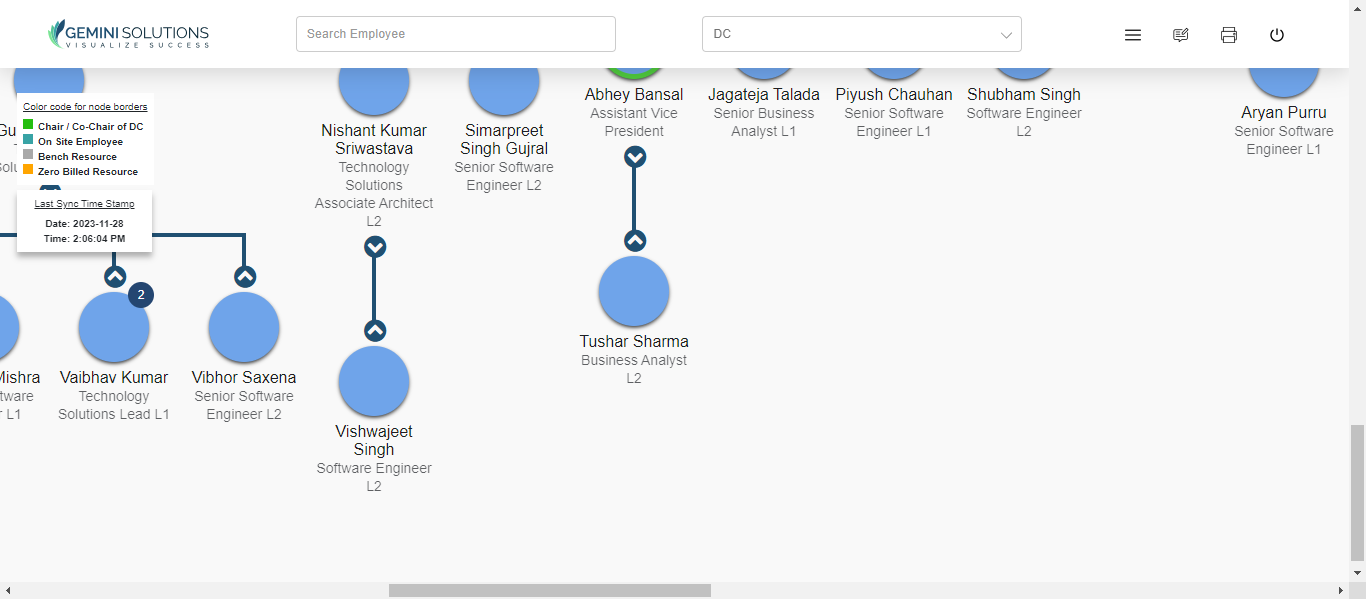 GEMINI SOLUTIONS
VISUALIZE SUCCESS
Search Employee
DC
Color code for node borders
Chair / Co-Chair of DC
On Site Employee
Bench Resource
Zero Billed Resource
Last Sync Time Stamp
Date: 2023-11-28
Time: 2:06:04 PM
Nishant Kumar
Sriwastava
Technology
Solutions
Associate Architect
L2
Simarpreet
Singh Gujral
Senior Software
Engineer L2
Abhey Bansal
Assistant Vice
President
Jagateja Talada
Senior Business
Analyst L1
Piyush Chauhan
Senior Software
Engineer L1
Shubham Singh
Software Engineer
L2
Aryan Purru
Senior Software
Engineer L1
Mishra
tware
r L1
2
Vaibhav Kumar
Technology
Solutions Lead L1
Vibhor Saxena
Senior Software
Engineer L2
Vishwajeet
Singh
Software Engineer
L2
Tushar Sharma
Business Analyst
L2